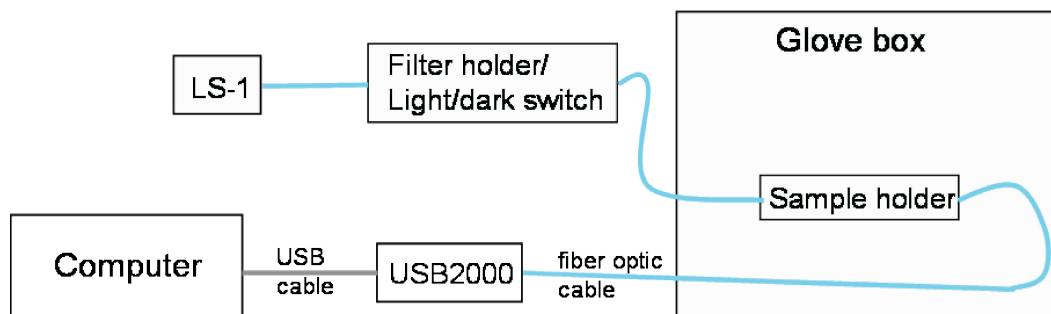 Glove box
LS-1
Filter holder/
Light/dark switch
Sample holder
Computer
USB
cable
USB2000
fiber optic
cable